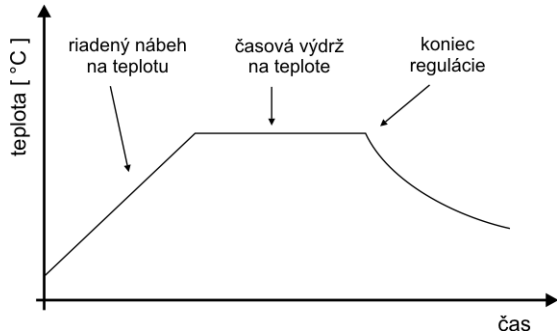 riadený nábeh
na teplotu
časová výdrž
na teplote
koniec
regulácie
teplota [ °C ]
čas